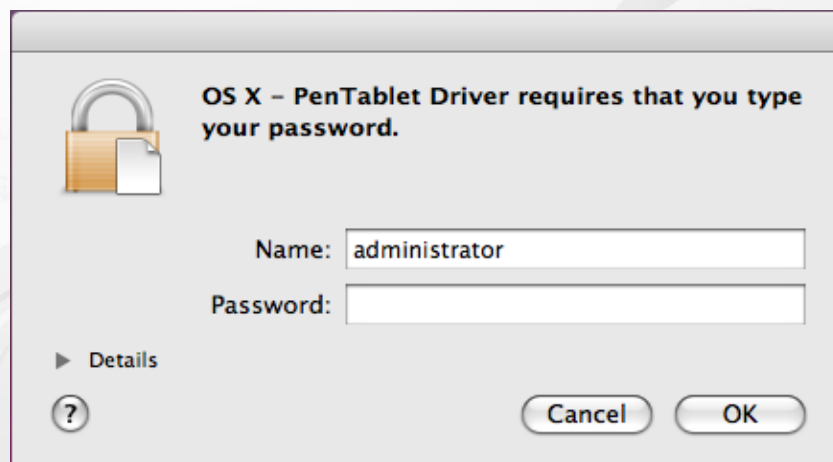 OS X – PenTablet Driver requires that you type
your password.
Name: administrator
Password:
Details
? Cancel OK